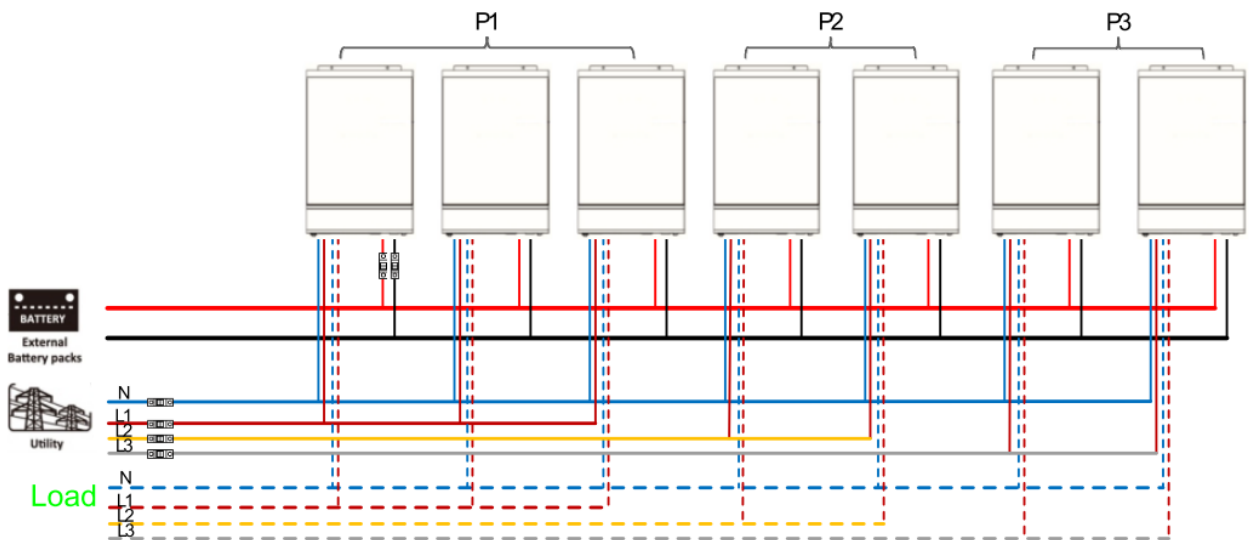 P1
P2
P3
BATTERY
External
Battery packs
Utility
N
L1
L2
L3
Load
N
L1
L2
L3